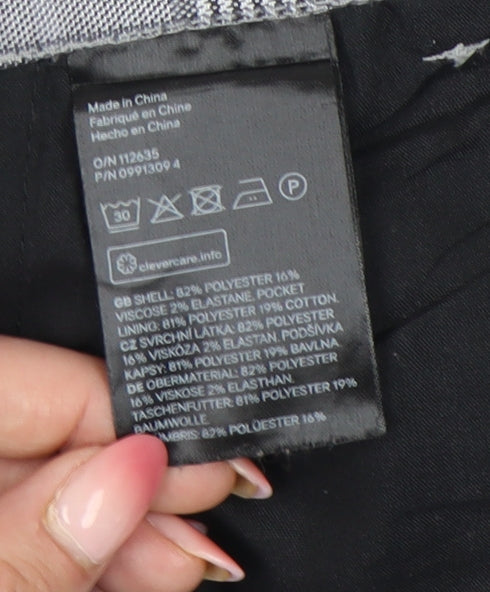 Made in China
Fabriqué en Chine
Hecho en China
O/N 112635
P/N 0991309 4
30 P
clevercare.info
GB SHELL: 82% POLYESTER 16%
VISCOSE 2% ELASTANE. POCKET
LINING: 81% POLYESTER 19% COTTON.
CZ SVRCHNÍ LÁTKA: 82% POLYESTER
16% VISKÓZA 2% ELASTAN. PODŠÍVKA
KAPSY: 81% POLYESTER 19% BAVLNA
DE OBERMATERIAL: 82% POLYESTER
16% VISKOSE 2% ELASTHAN.
TASCHENFUTTER: 81% POLYESTER 19%
BAUMWOLLE
82% POLUESTER 16%